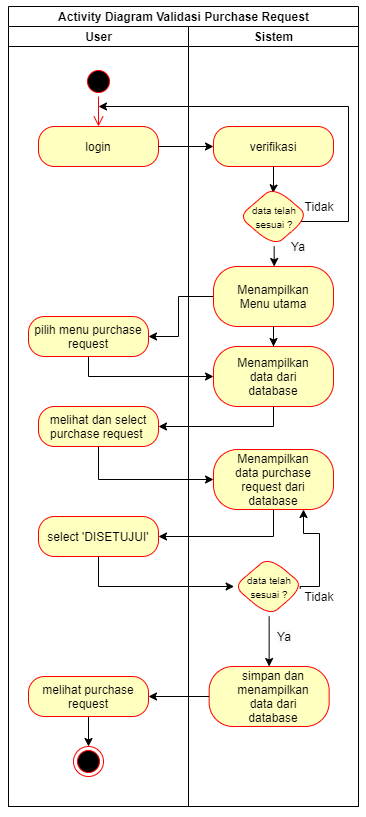 Activity Diagram Validasi Purchase Request
User
Sistem
login
verifikasi
data telah
sesuai ?
Tidak
Ya
Menampilkan
Menu utama
pilih menu purchase
request
Menampilkan
data dari
database
melihat dan select
purchase request
Menampilkan
data purchase
request dari
database
select 'DISETUJUI'
data telah
sesuai ?
Tidak
Ya
simpan dan
menampilkan
data dari
database
melihat purchase
request